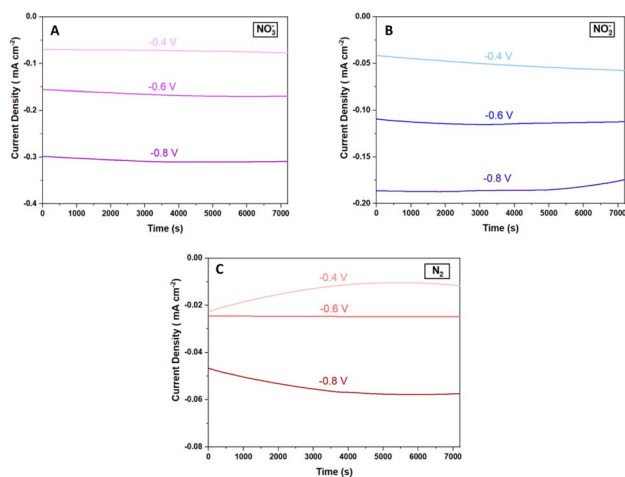 A
NO₃⁻
-0.4 V
-0.6 V
-0.8 V
0.0
-0.1
-0.2
-0.3
-0.4
Current Density ( mA cm⁻²)
0 1000 2000 3000 4000 5000 6000 7000
Time (s)
B
NO₂⁻
-0.4 V
-0.6 V
-0.8 V
0.00
-0.05
-0.10
-0.15
-0.20
Current Density ( mA cm⁻²)
0 1000 2000 3000 4000 5000 6000 7000
Time (s)
C
N₂
-0.4 V
-0.6 V
-0.8 V
0.00
-0.02
-0.04
-0.06
-0.08
Current Density ( mA cm⁻²)
0 1000 2000 3000 4000 5000 6000 7000
Time (s)